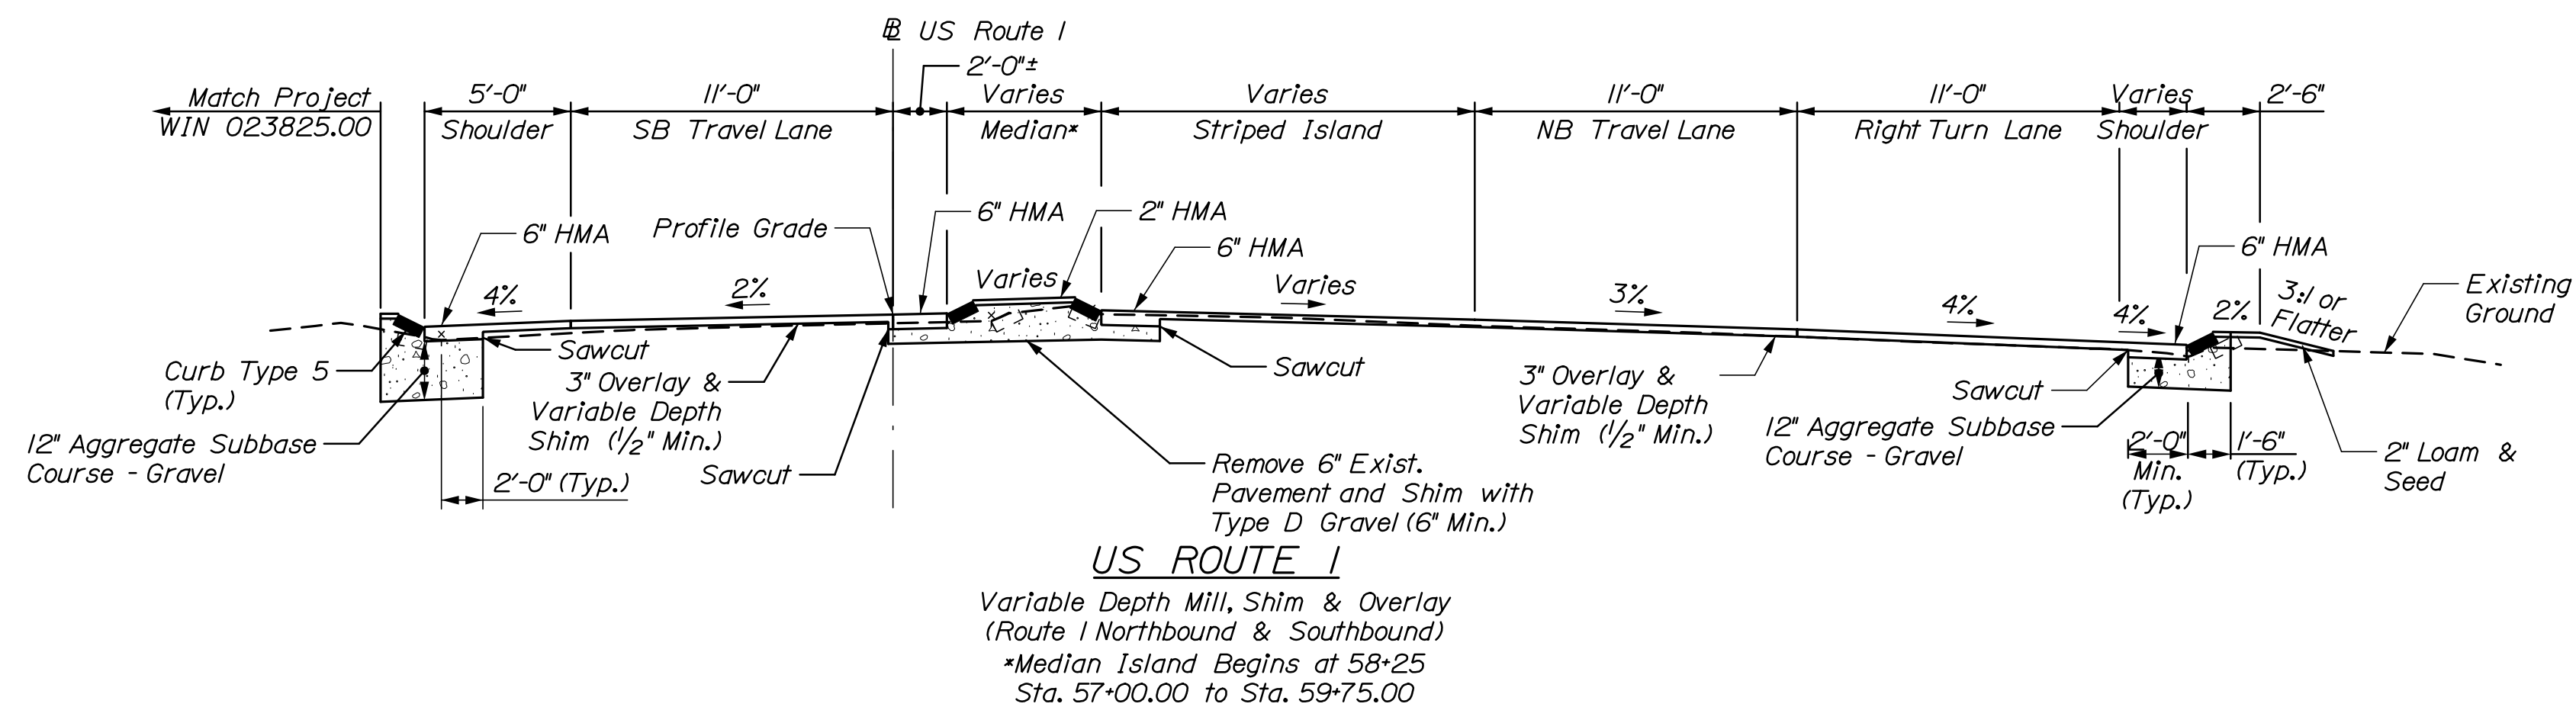 BL US Route 1
2'-0"±
Match Project
WIN 023825.00
5'-0"
Shoulder
11'-0"
SB Travel Lane
Varies
Median*
Varies
Striped Island
11'-0"
NB Travel Lane
11'-0"
Right Turn Lane
Varies
Shoulder
2'-6"
6" HMA
Profile Grade
6" HMA
2" HMA
6" HMA
6" HMA
4%
2%
Varies
Varies
3%
4%
4%
2%
3:1 or
Flatter
Existing
Ground
Curb Type 5
(Typ.)
12" Aggregate Subbase
Course - Gravel
Sawcut
3" Overlay &
Variable Depth
Shim (1/2" Min.)
2'-0" (Typ.)
Sawcut
Sawcut
Remove 6" Exist.
Pavement and Shim with
Type D Gravel (6" Min.)
3" Overlay &
Variable Depth
Shim (1/2" Min.)
Sawcut
12" Aggregate Subbase
Course - Gravel
2'-0"
Min.
(Typ.)
1'-6"
(Typ.)
2" Loam &
Seed
US ROUTE 1
Variable Depth Mill, Shim & Overlay
(Route 1 Northbound & Southbound)
*Median Island Begins at 58+25
Sta. 57+00.00 to Sta. 59+75.00